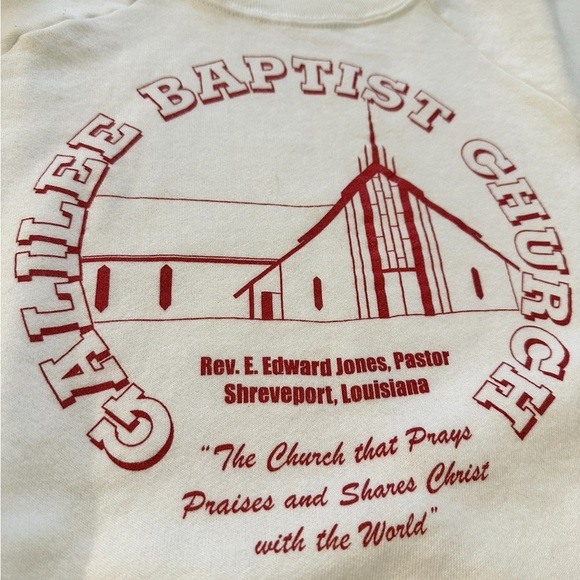 GALILEE BAPTIST CHURCH
Rev. E. Edward Jones, Pastor
Shreveport, Louisiana
"The Church that Prays
Praises and Shares Christ
with the World"